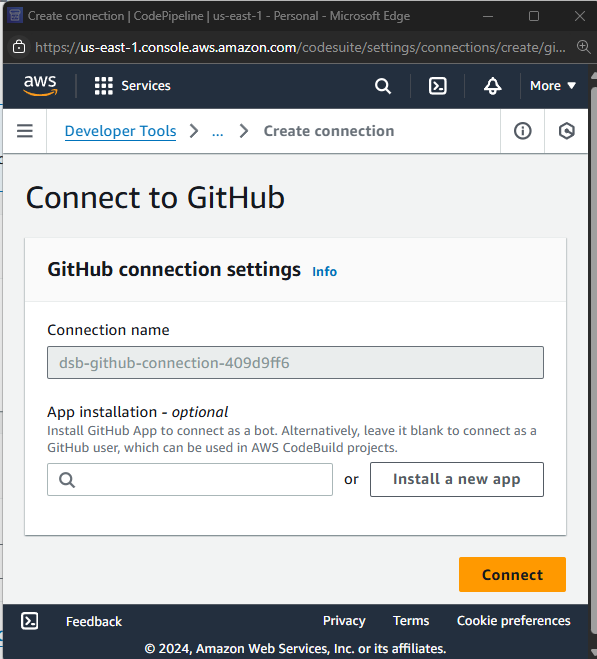 Create connection | CodePipeline | us-east-1 - Personal - Microsoft Edge
https://us-east-1.console.aws.amazon.com/codesuite/settings/connections/create/gi...
aws Services More
Developer Tools ... Create connection
Connect to GitHub
GitHub connection settings Info
Connection name
dsb-github-connection-409d9ff6
App installation - optional
Install GitHub App to connect as a bot. Alternatively, leave it blank to connect as a
GitHub user, which can be used in AWS CodeBuild projects.
or Install a new app
Connect
Feedback Privacy Terms Cookie preferences
© 2024, Amazon Web Services, Inc. or its affiliates.